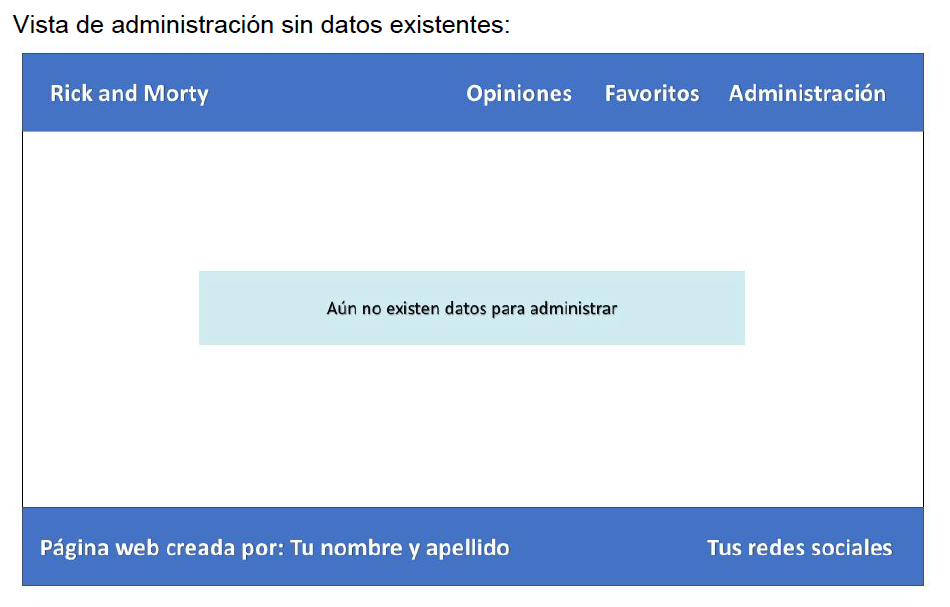 Vista de administración sin datos existentes:
Rick and Morty Opiniones Favoritos Administración
Aún no existen datos para administrar
Página web creada por: Tu nombre y apellido Tus redes sociales